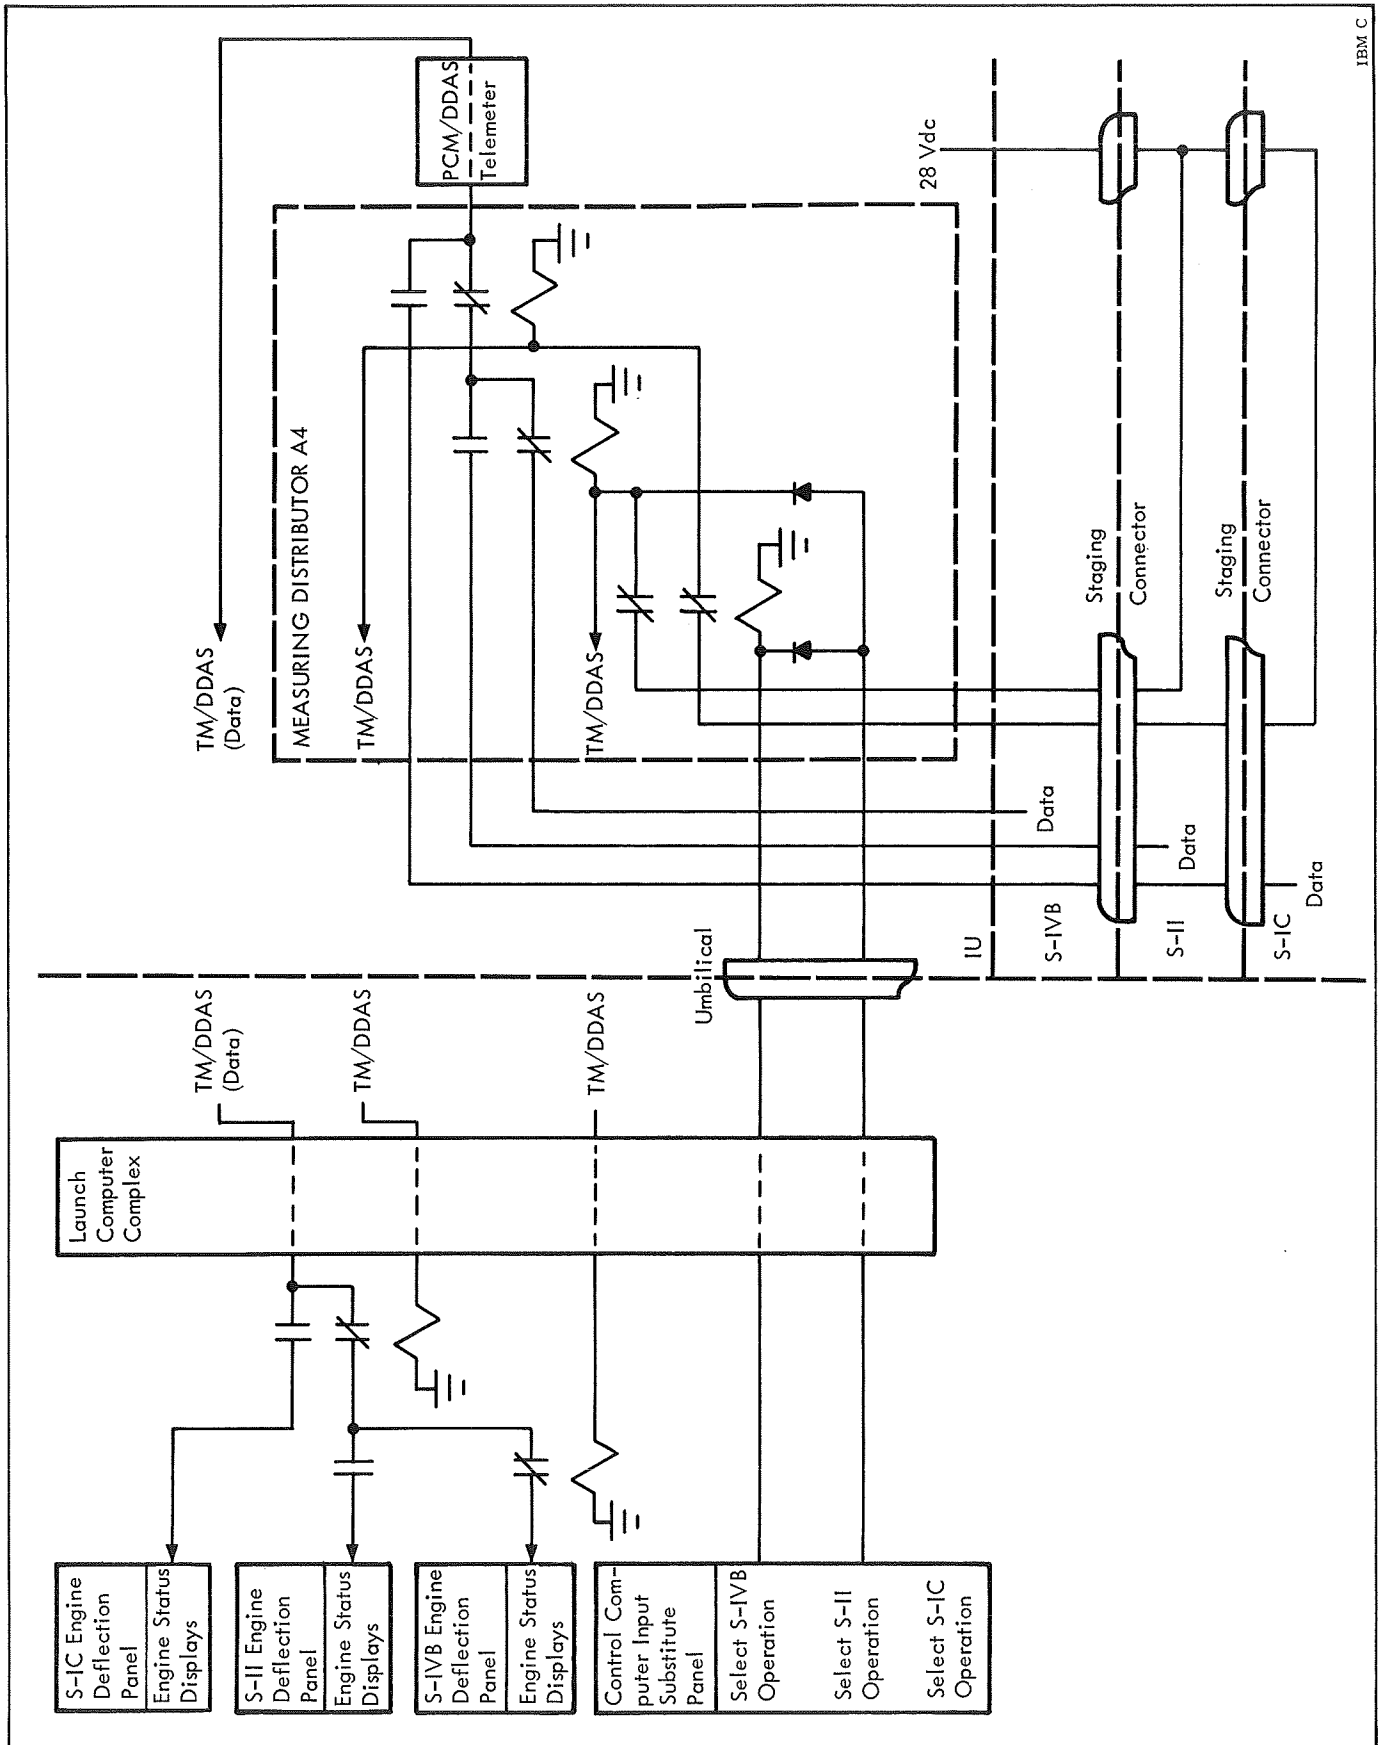 S-IC Engine
Deflection
Panel
Engine Status
Displays
S-II Engine
Deflection
Panel
Engine Status
Displays
S-IVB Engine
Deflection
Panel
Engine Status
Displays
Control Com-
puter Input
Substitute
Panel
Select S-IVB
Operation
Select S-II
Operation
Select S-IC
Operation
Launch
Computer
Complex
TM/DDAS
(Data)
TM/DDAS
TM/DDAS
Umbilical
TM/DDAS
(Data)
MEASURING DISTRIBUTOR A4
TM/DDAS
TM/DDAS
PCM/DDAS
Telemeter
28 Vdc
IU
S-IVB
S-II
S-IC
Data
Data
Data
Staging
Connector
Staging
Connector
IBM C